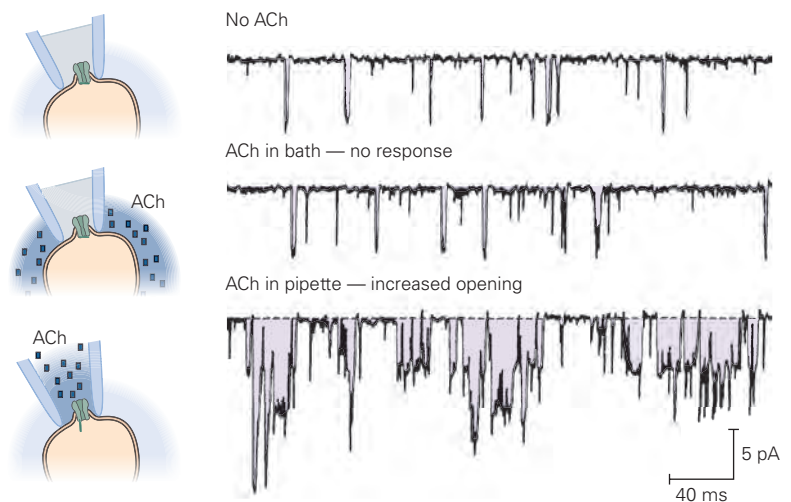 No ACh
ACh in bath — no response
ACh
ACh in pipette — increased opening
ACh
5 pA
40 ms